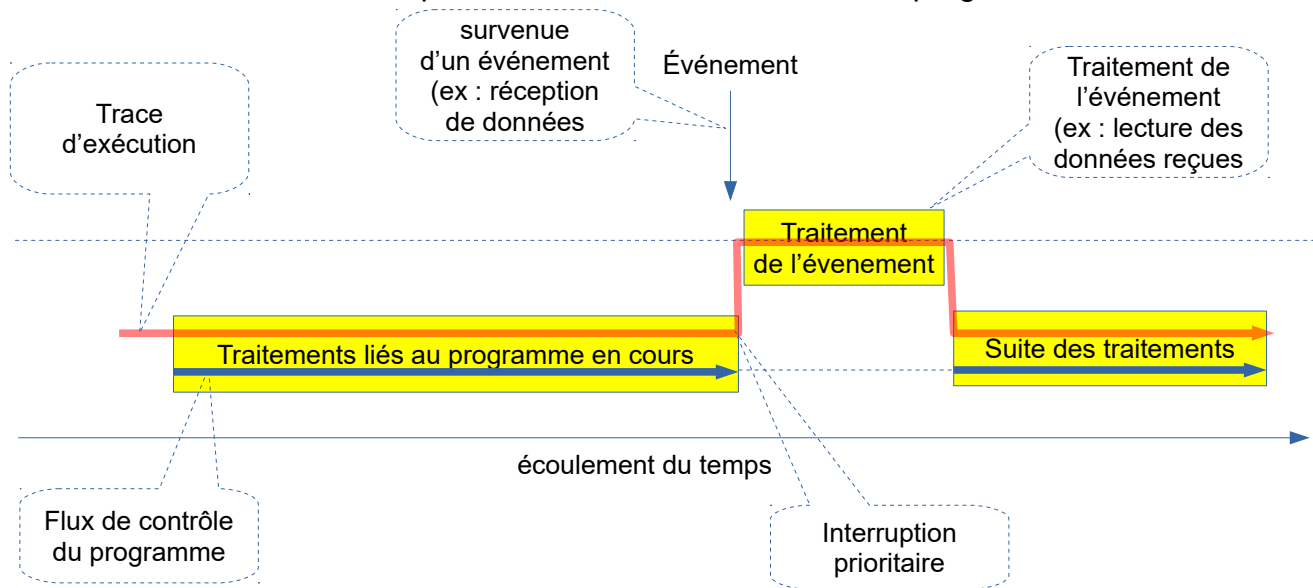 survenue
d’un événement
(ex : réception
de données
Événement
Traitement de
l’événement
(ex : lecture des
données reçues
Trace
d’exécution
Traitement
de l’évenement
Traitements liés au programme en cours
Suite des traitements
écoulement du temps
Flux de contrôle
du programme
Interruption
prioritaire